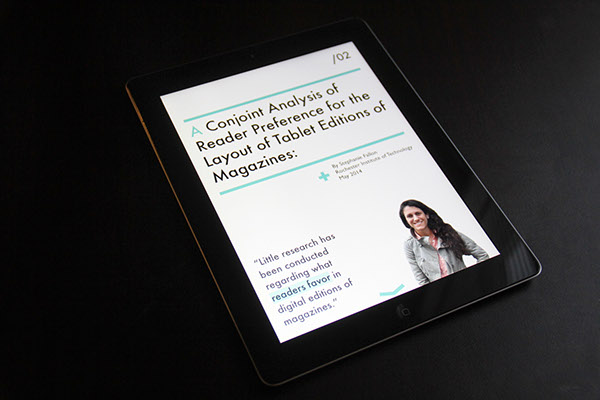 /02
A Conjoint Analysis of
Reader Preference for the
Layout of Tablet Editions of
Magazines:
By Stephanie Fallon
Rochester Institute of Technology
May 2014
"Little research has
been conducted
regarding what
readers favor in
digital editions of
magazines."